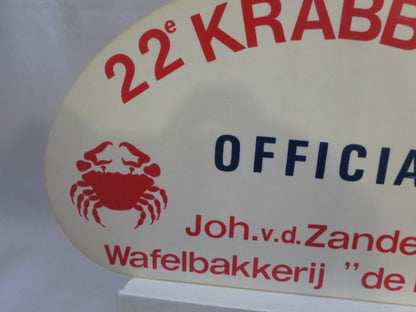 22e KRABB
OFFICIA
Joh.v.d.Zande
Wafelbakkerij "de